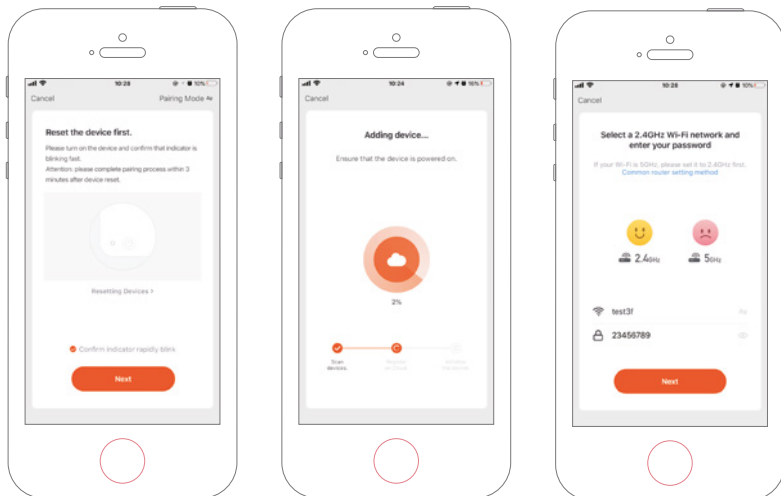 10:28
10%
Cancel
Pairing Mode
Reset the device first.
Please turn on the device and confirm that indicator is
blinking fast.
Attention: please complete pairing process within 3
minutes after device reset.
Resetting Devices >
Confirm indicator rapidly blink
Next
10:24
16%
Cancel
Adding device...
Ensure that the device is powered on.
2%
Scan
devices.
10:28
10%
Cancel
Select a 2.4GHz Wi-Fi network and
enter your password
If your Wi-Fi is 5GHz, please set it to 2.4GHz first.
Common router setting method
2.4GHz
5GHz
test3f
23456789
Next